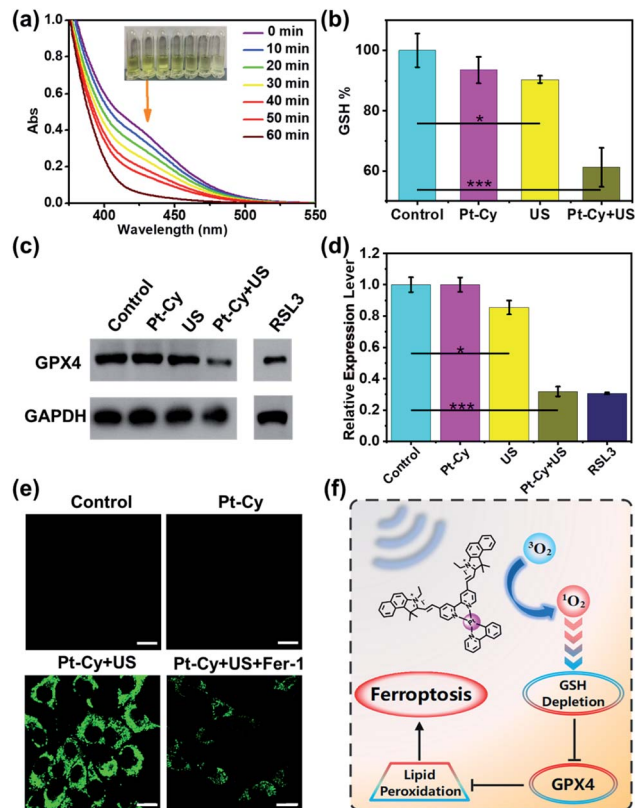 (a)
Abs
1.0
0.8
0.6
0.4
0.2
0.0
400
450
500
550
Wavelength (nm)
0 min
10 min
20 min
30 min
40 min
50 min
60 min
(b)
GSH %
100
80
60
*
***
Control
Pt-Cy
US
Pt-Cy+US
(c)
Control
Pt-Cy
US
Pt-Cy+US
RSL3
GPX4
GAPDH
(d)
Relative Expression Lever
1.2
1.0
0.8
0.6
0.4
0.2
0.0
*
***
Control
Pt-Cy
US
Pt-Cy+US
RSL3
(e)
Control
Pt-Cy
Pt-Cy+US
Pt-Cy+US+Fer-1
(f)
³O₂
¹O₂
GSH
Depletion
GPX4
Lipid
Peroxidation
Ferroptosis